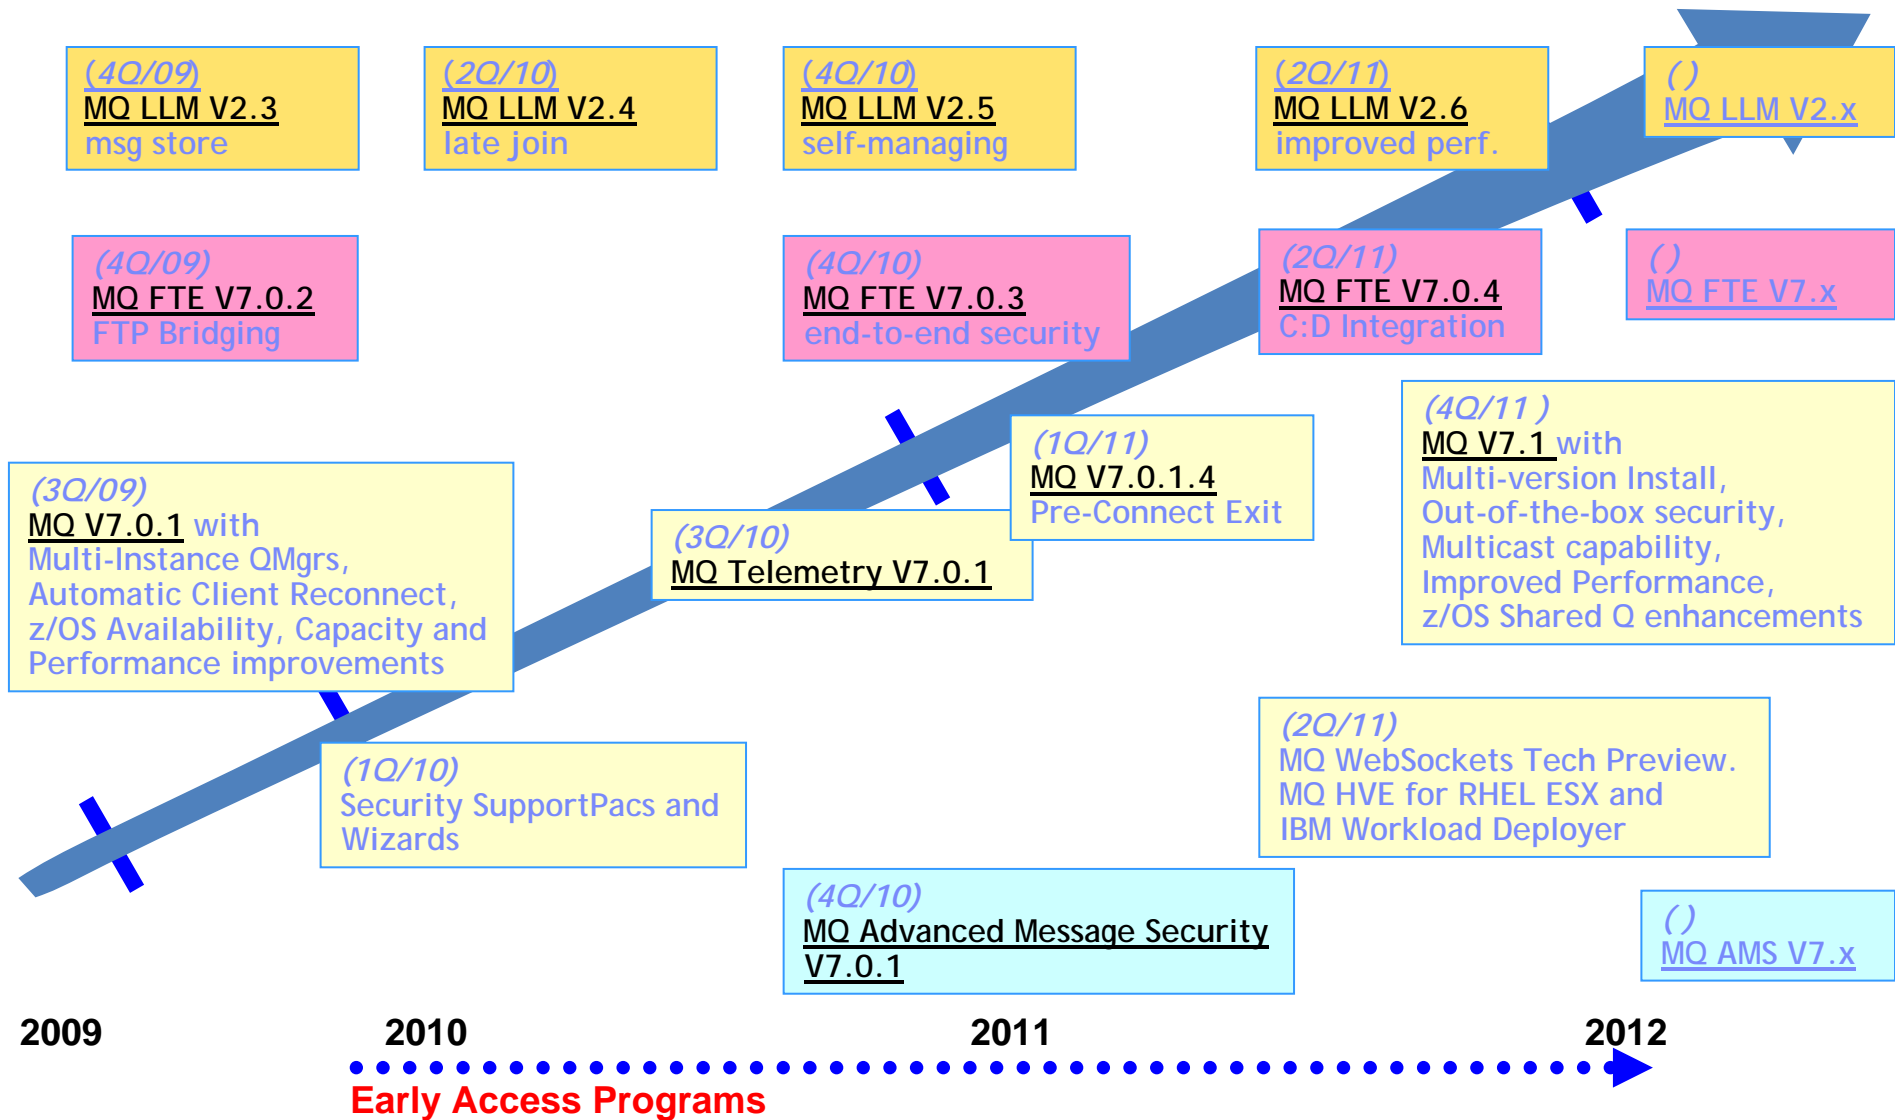 (4Q/09)
MQ LLM V2.3
msg store
(2Q/10)
MQ LLM V2.4
late join
(4Q/10)
MQ LLM V2.5
self-managing
(2Q/11)
MQ LLM V2.6
improved perf.
()
MQ LLM V2.x
(4Q/09)
MQ FTE V7.0.2
FTP Bridging
(4Q/10)
MQ FTE V7.0.3
end-to-end security
(2Q/11)
MQ FTE V7.0.4
C:D Integration
()
MQ FTE V7.x
(3Q/09)
MQ V7.0.1 with
Multi-Instance QMgrs,
Automatic Client Reconnect,
z/OS Availability, Capacity and
Performance improvements
(3Q/10)
MQ Telemetry V7.0.1
(1Q/11)
MQ V7.0.1.4
Pre-Connect Exit
(4Q/11 )
MQ V7.1 with
Multi-version Install,
Out-of-the-box security,
Multicast capability,
Improved Performance,
z/OS Shared Q enhancements
(1Q/10)
Security SupportPacs and
Wizards
(2Q/11)
MQ WebSockets Tech Preview.
MQ HVE for RHEL ESX and
IBM Workload Deployer
(4Q/10)
MQ Advanced Message Security
V7.0.1
()
MQ AMS V7.x
2009
2010
2011
2012
Early Access Programs